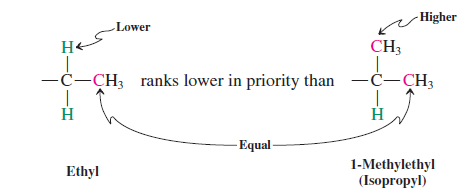 Lower
Higher
H
CH₃
—C—CH₃ ranks lower in priority than —C—CH₃
H
H
Equal
Ethyl
1-Methylethyl
(Isopropyl)